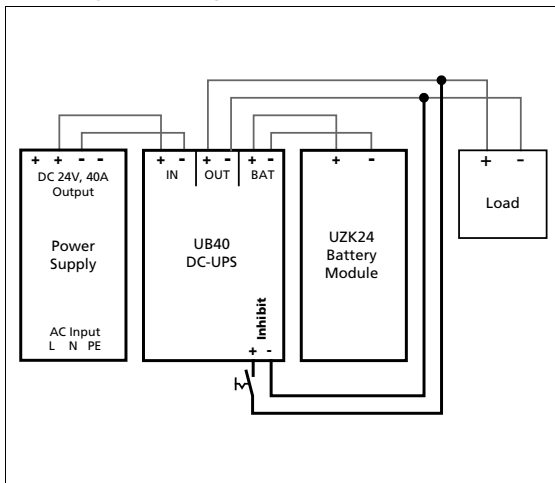 + + - -
DC 24V, 40A
Output
Power
Supply
AC Input
L N PE
+ - + - + -
IN OUT BAT
UB40
DC-UPS
Inhibit
+ -
+ -
UZK24
Battery
Module
+ -
Load